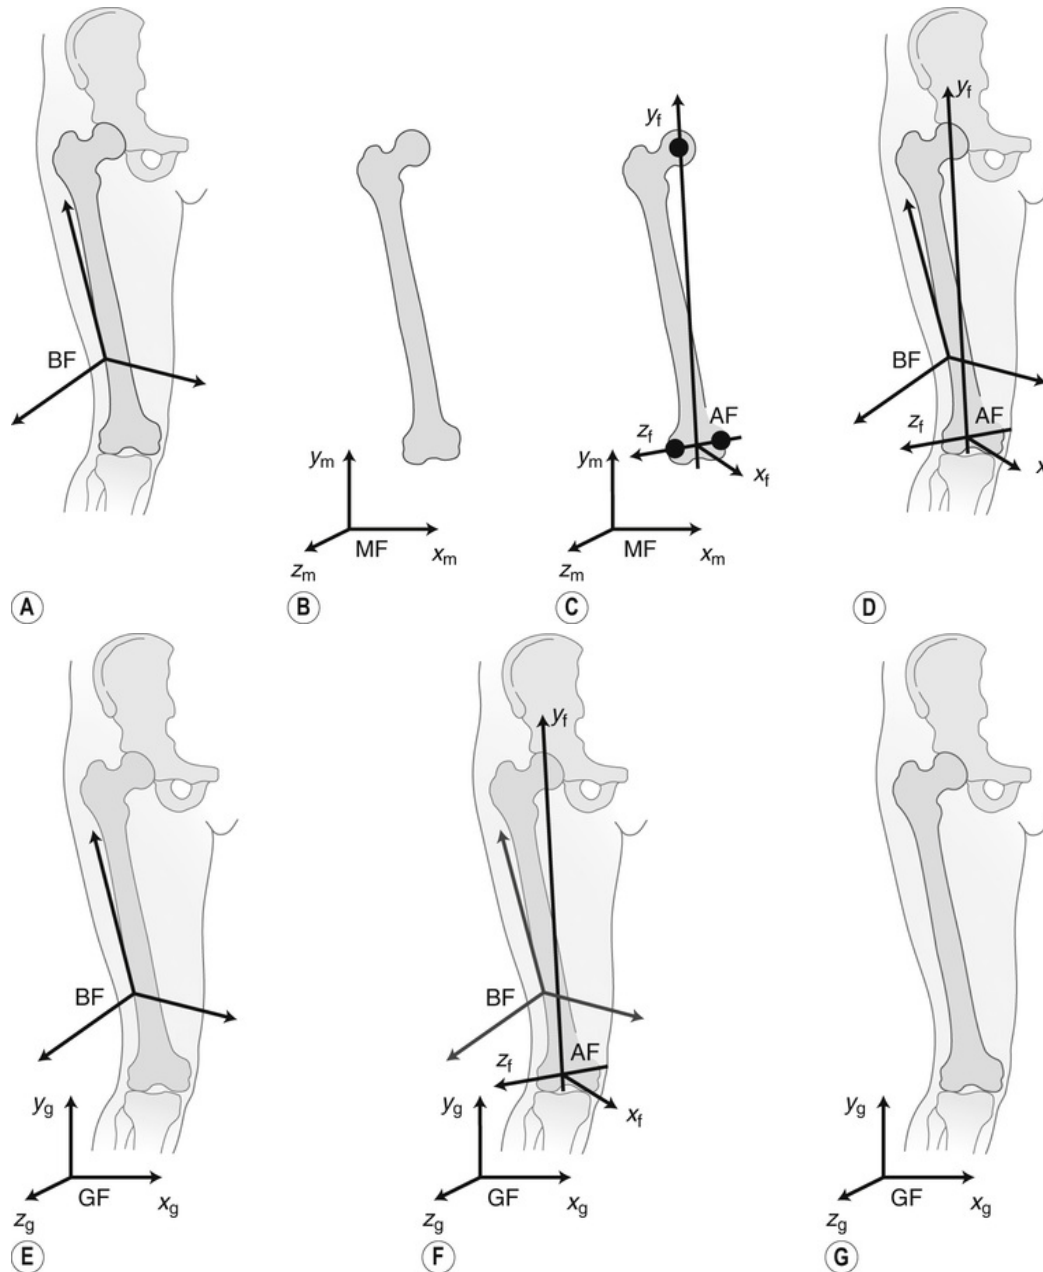 BF
A
y_m
MF
x_m
z_m
B
y_f
AF
z_f
x_f
y_m
MF
x_m
z_m
C
y_f
BF
AF
z_f
x
D
BF
y_g
GF
x_g
z_g
E
y_f
BF
AF
z_f
x_f
y_g
GF
x_g
z_g
F
y_g
GF
x_g
z_g
G